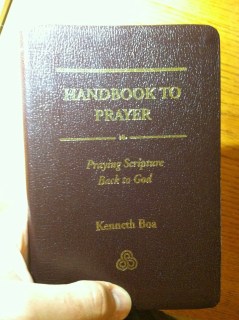 HANDBOOK TO
PRAYER
Praying Scripture
Back to God
Kenneth Boa